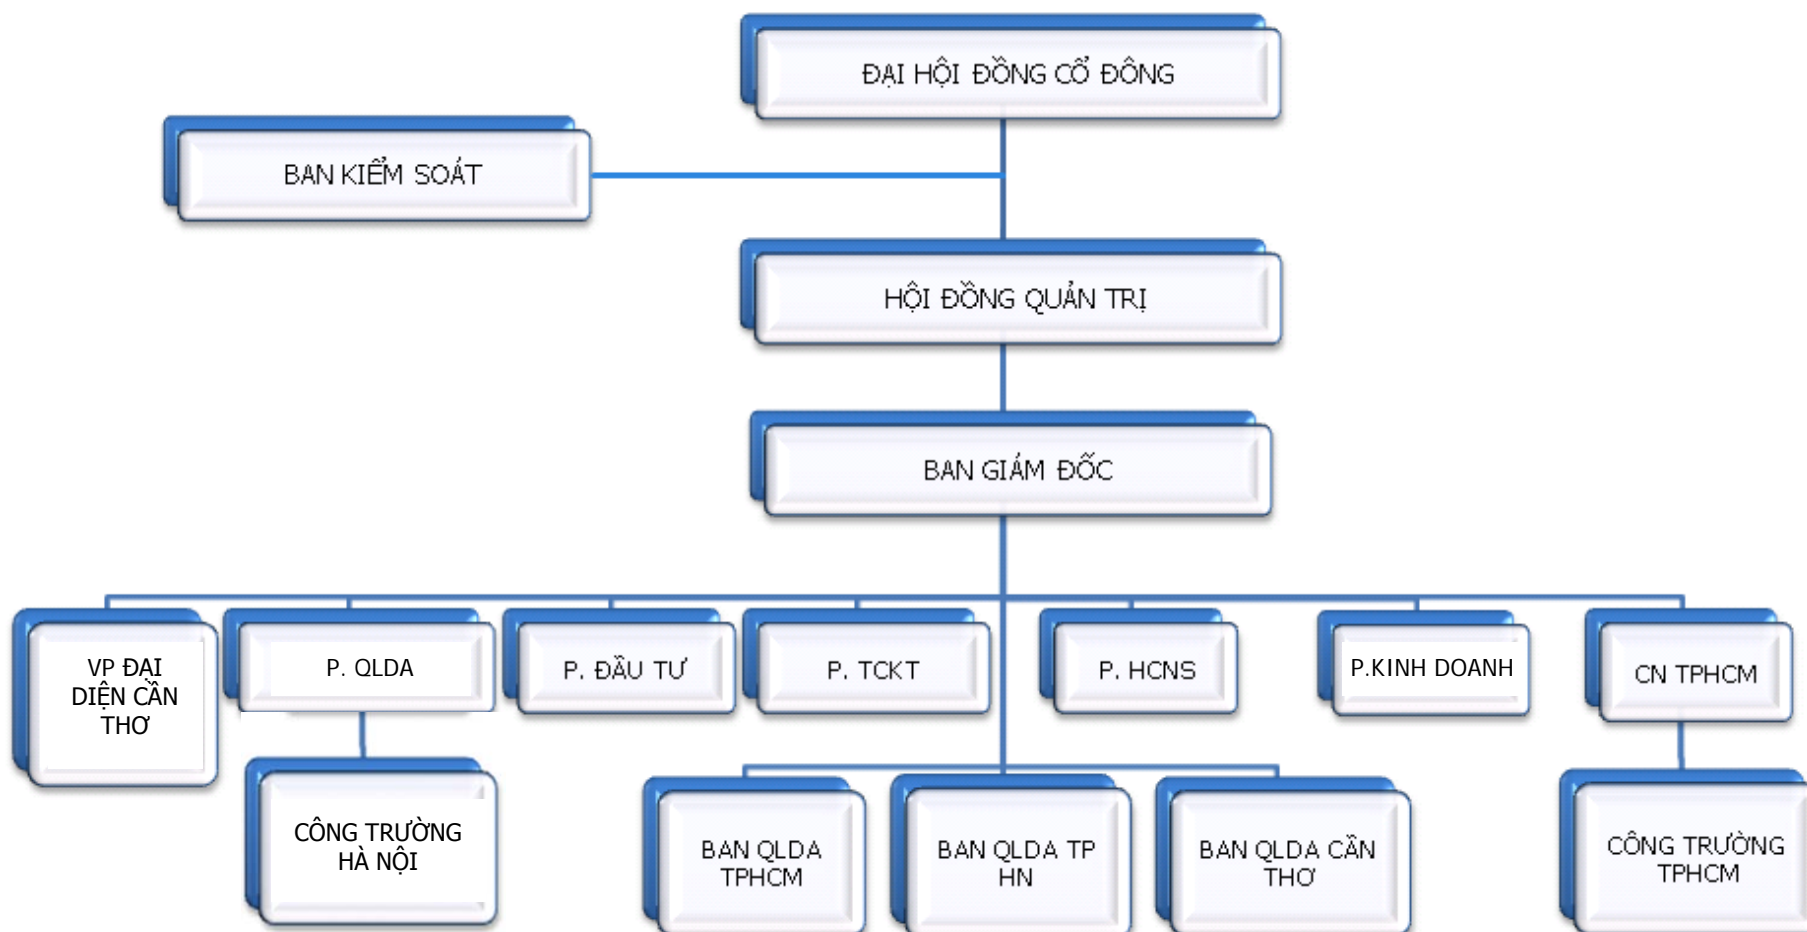 ĐẠI HỘI ĐỒNG CỔ ĐÔNG
BAN KIỂM SOÁT
HỘI ĐỒNG QUẢN TRỊ
BAN GIÁM ĐỐC
VP ĐẠI
DIỆN CẦN
THƠ
P. QLDA
P. ĐẦU TƯ
P. TCKT
P. HCNS
P.KINH DOANH
CN TPHCM
CÔNG TRƯỜNG
HÀ NỘI
BAN QLDA
TPHCM
BAN QLDA TP
HN
BAN QLDA CẦN
THƠ
CÔNG TRƯỜNG
TPHCM